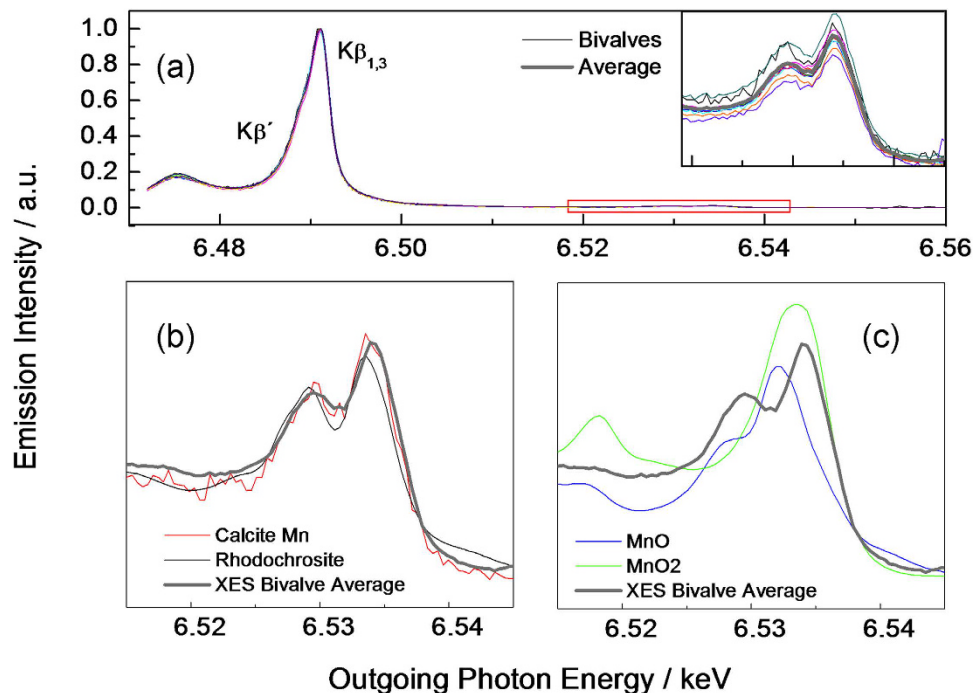 Emission Intensity / a.u.
1.0
0.8
0.6
0.4
0.2
0.0
(a)
Kβ₁,₃
Kβ´
Bivalves
Average
6.48
6.50
6.52
6.54
6.56
(b)
Calcite Mn
Rhodochrosite
XES Bivalve Average
6.52
6.53
6.54
(c)
MnO
MnO2
XES Bivalve Average
6.52
6.53
6.54
Outgoing Photon Energy / keV